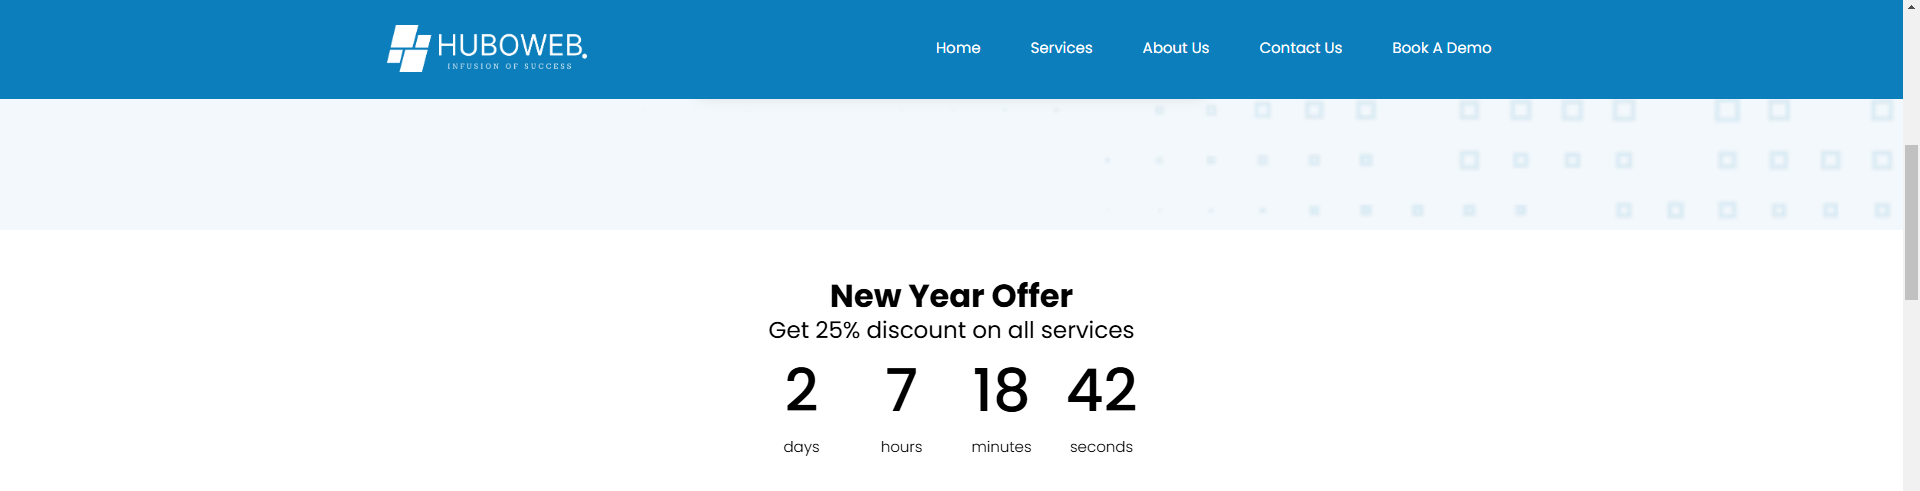 HUBOWEB.
INFUSION OF SUCCESS
Home Services About Us Contact Us Book A Demo
New Year Offer
Get 25% discount on all services
2 7 18 42
days hours minutes seconds